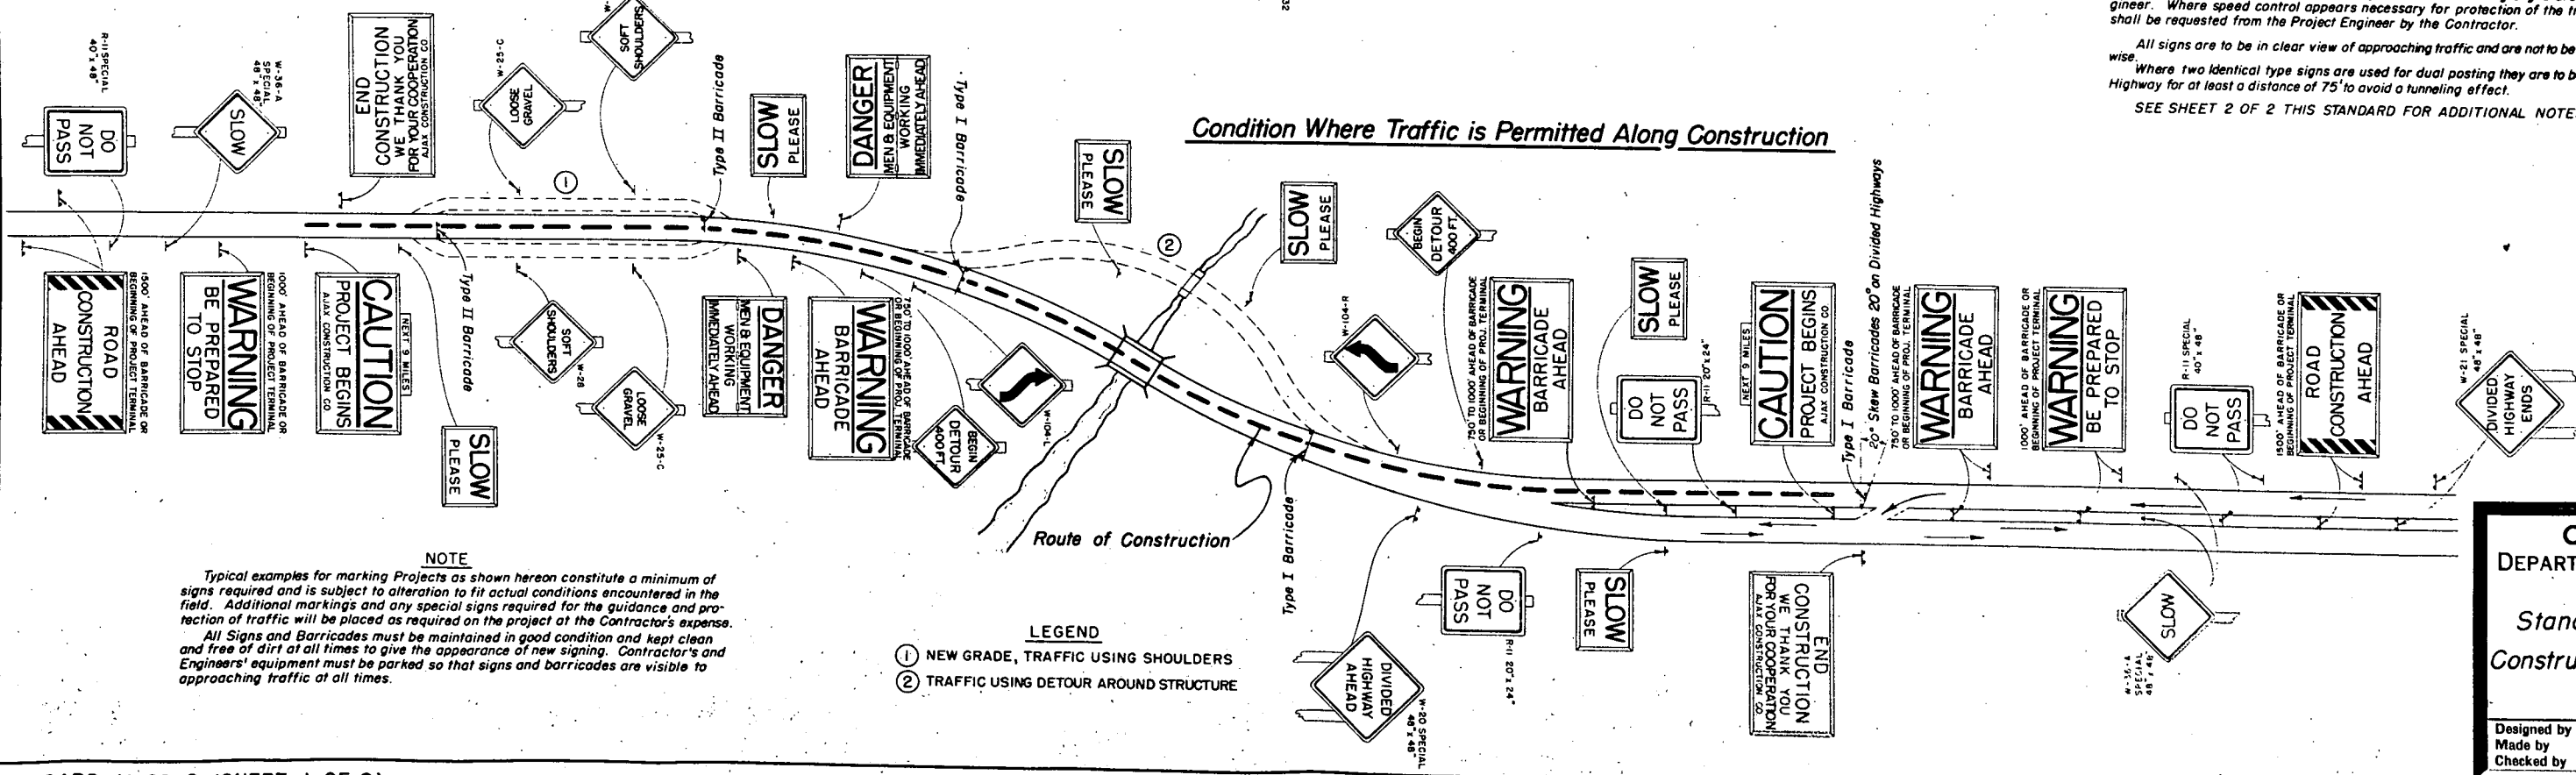 gineer. Where speed control appears necessary for protection of the
shall be requested from the Project Engineer by the Contractor.
All signs are to be in clear view of approaching traffic and are not to be
wise.
Where two Identical type signs are used for dual posting they are to
Highway for at least a distance of 75' to avoid a tunneling effect.
SEE SHEET 2 OF 2 THIS STANDARD FOR ADDITIONAL
Condition Where Traffic is Permitted Along Construction
R-11 SPECIAL
40" x 48"
DO
NOT
PASS
W-36-A
SPECIAL
48" x 48"
SLOW
END
CONSTRUCTION
WE THANK YOU
FOR YOUR COOPERATION
AJAX CONSTRUCTION CO
W-25-C
LOOSE
GRAVEL
SOFT
SHOULDERS
1
Type II Barricade
SLOW
PLEASE
DANGER
MEN & EQUIPMENT
WORKING
IMMEDIATELY AHEAD
Type I Barricade
SLOW
PLEASE
2
SLOW
PLEASE
BEGIN
DETOUR
400 FT.
W-104-R
750' TO 1000' AHEAD OF BARRICADE
OR BEGINNING OF PROJ. TERMINAL
WARNING
BARRICADE
AHEAD
SLOW
PLEASE
DO
NOT
PASS
R-11 20" x 24"
NEXT 9 MILES
CAUTION
PROJECT BEGINS
AJAX CONSTRUCTION CO
Type I Barricade
20° Skew Barricades 20° on Divided Highways
750' TO 1000' AHEAD OF BARRICADE
OR BEGINNING OF PROJ. TERMINAL
WARNING
BARRICADE
AHEAD
1000' AHEAD OF BARRICADE OR
BEGINNING OF PROJECT TERMINAL
WARNING
BE PREPARED
TO STOP
R-11 SPECIAL
40" x 48"
DO
NOT
PASS
1500' AHEAD OF BARRICADE OR
BEGINNING OF PROJECT TERMINAL
ROAD
CONSTRUCTION
AHEAD
W-21 SPECIAL
48" x 48"
DIVIDED
HIGHWAY
ENDS
ROAD
CONSTRUCTION
AHEAD
1500' AHEAD OF BARRICADE OR
BEGINNING OF PROJECT TERMINAL
WARNING
BE PREPARED
TO STOP
1000' AHEAD OF BARRICADE OR
BEGINNING OF PROJECT TERMINAL
NEXT 9 MILES
CAUTION
PROJECT BEGINS
AJAX CONSTRUCTION CO
Type II Barricade
SLOW
PLEASE
SOFT
SHOULDERS
W-28
LOOSE
GRAVEL
W-25-C
DANGER
MEN & EQUIPMENT
WORKING
IMMEDIATELY AHEAD
WARNING
BARRICADE
AHEAD
750' TO 1000' AHEAD OF BARRICADE
OR BEGINNING OF PROJ. TERMINAL
BEGIN
DETOUR
400 FT.
W-104-L
Route of Construction
Type I Barricade
DIVIDED
HIGHWAY
AHEAD
W-20 SPECIAL
48" x 48"
DO
NOT
PASS
R-11 20" x 24"
SLOW
PLEASE
END
CONSTRUCTION
WE THANK YOU
FOR YOUR COOPERATION
AJAX CONSTRUCTION CO
SLOW
SPECIAL
48" x 48"
NOTE
Typical examples for marking Projects as shown hereon constitute a minimum of
signs required and is subject to alteration to fit actual conditions encountered in the
field. Additional markings and any special signs required for the guidance and pro-
tection of traffic will be placed as required on the project at the Contractor's expense.
All Signs and Barricades must be maintained in good condition and kept clean
and free of dirt at all times to give the appearance of new signing. Contractor's and
Engineers' equipment must be parked so that signs and barricades are visible to
approaching traffic at all times.
LEGEND
1 NEW GRADE, TRAFFIC USING SHOULDERS
2 TRAFFIC USING DETOUR AROUND STRUCTURE
Designed by
Made by
Checked by